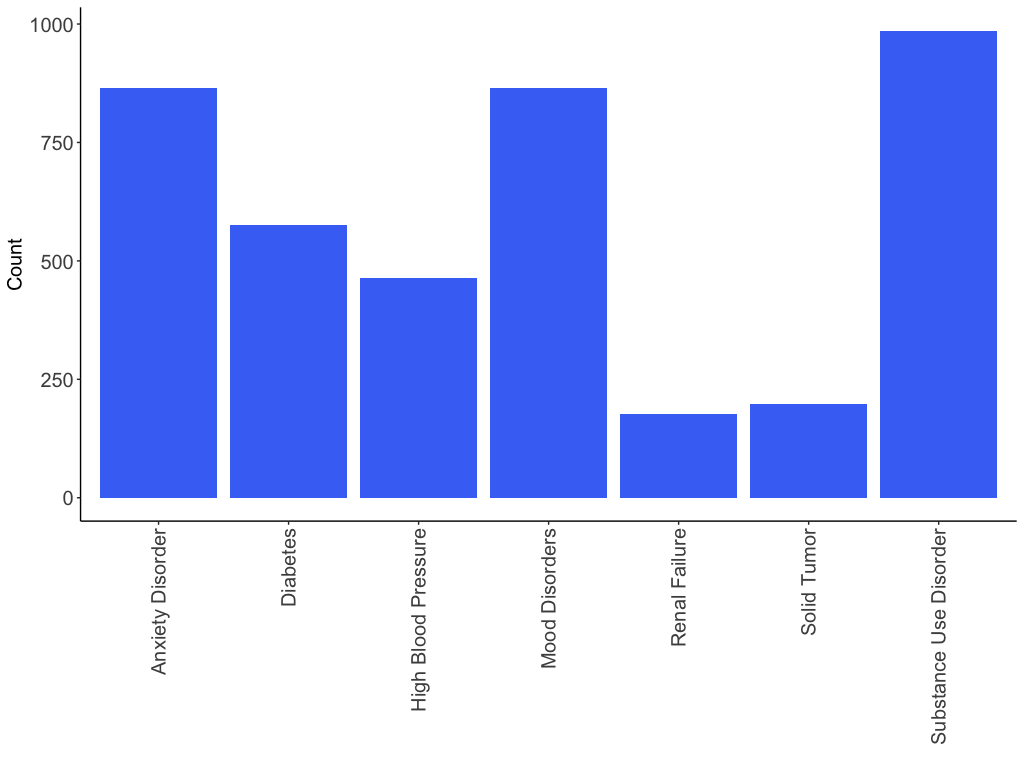 1000
750
500
250
0
Count
Anxiety Disorder
Diabetes
High Blood Pressure
Mood Disorders
Renal Failure
Solid Tumor
Substance Use Disorder